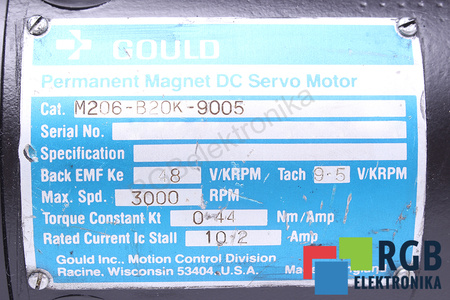 GOULD
Permanent Magnet DC Servo Motor
Cat. M206-B20K-9005
Serial No.
Specification
Back EMF Ke 48 V/KRPM Tach 9-5 V/KRPM
Max. Spd. 3000 RPM
Torque Constant Kt 0-44 Nm/Amp
Rated Current Ic Stall 10-2 Amp
Gould Inc., Motion Control Division
Racine, Wisconsin 53404, U.S.A.
RGB
ELEKTRONIKA